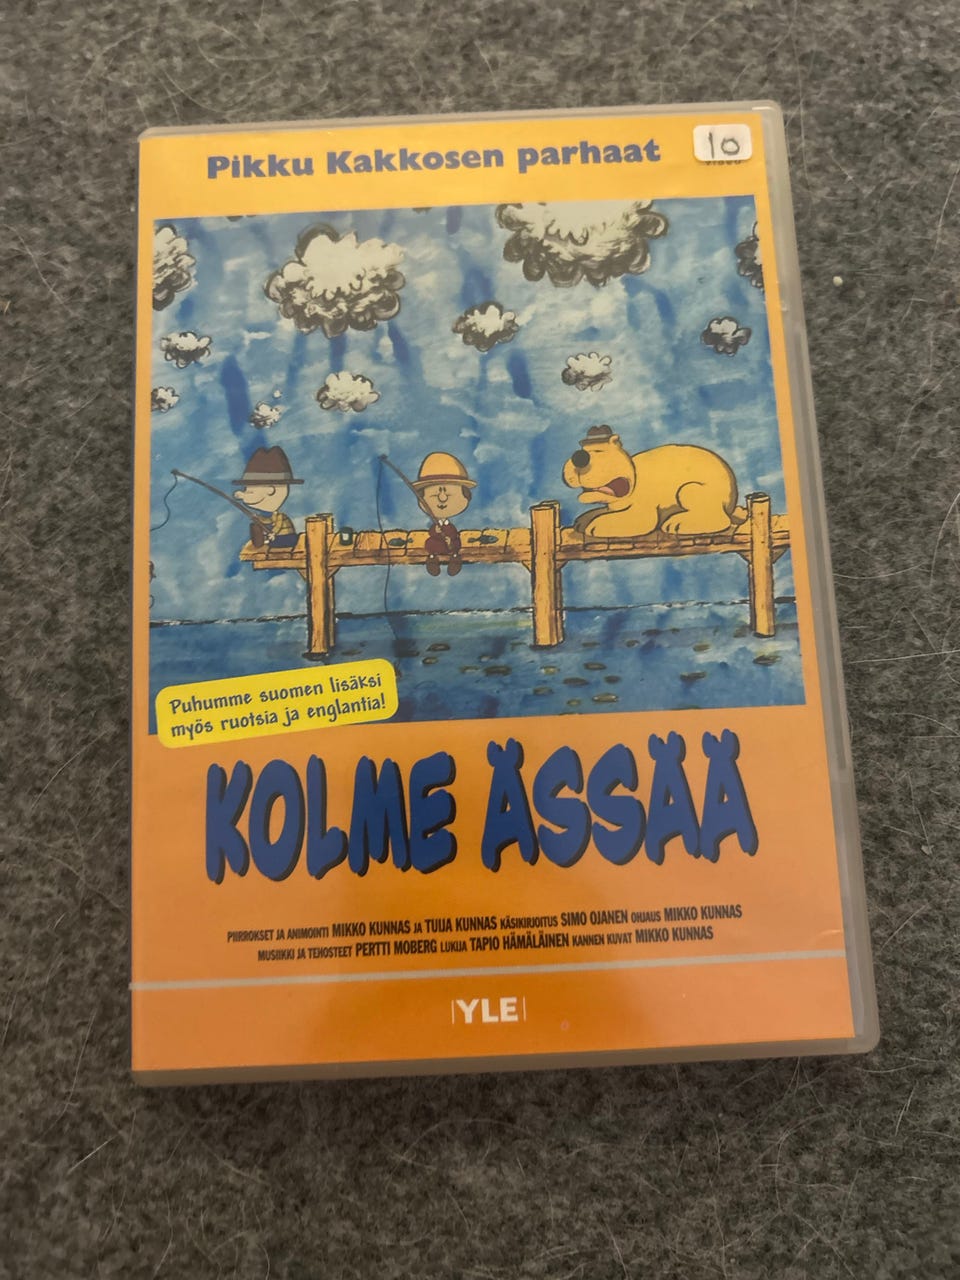 Pikku Kakkosen parhaat
10
Puhumme suomen lisäksi
myös ruotsia ja englantia!
KOLME ÄSSÄÄ
PIIRROKSET JA ANIMOINTI MIKKO KUNNAS JA TUIJA KUNNAS KÄSIKIRJOITUS SIMO OJANEN OHJAUS MIKKO KUNNAS
MUSIIKKI JA TEHOSTEET PERTTI MOBERG LUKIJA TAPIO HÄMÄLÄINEN KANNEN KUVAT MIKKO KUNNAS
YLE